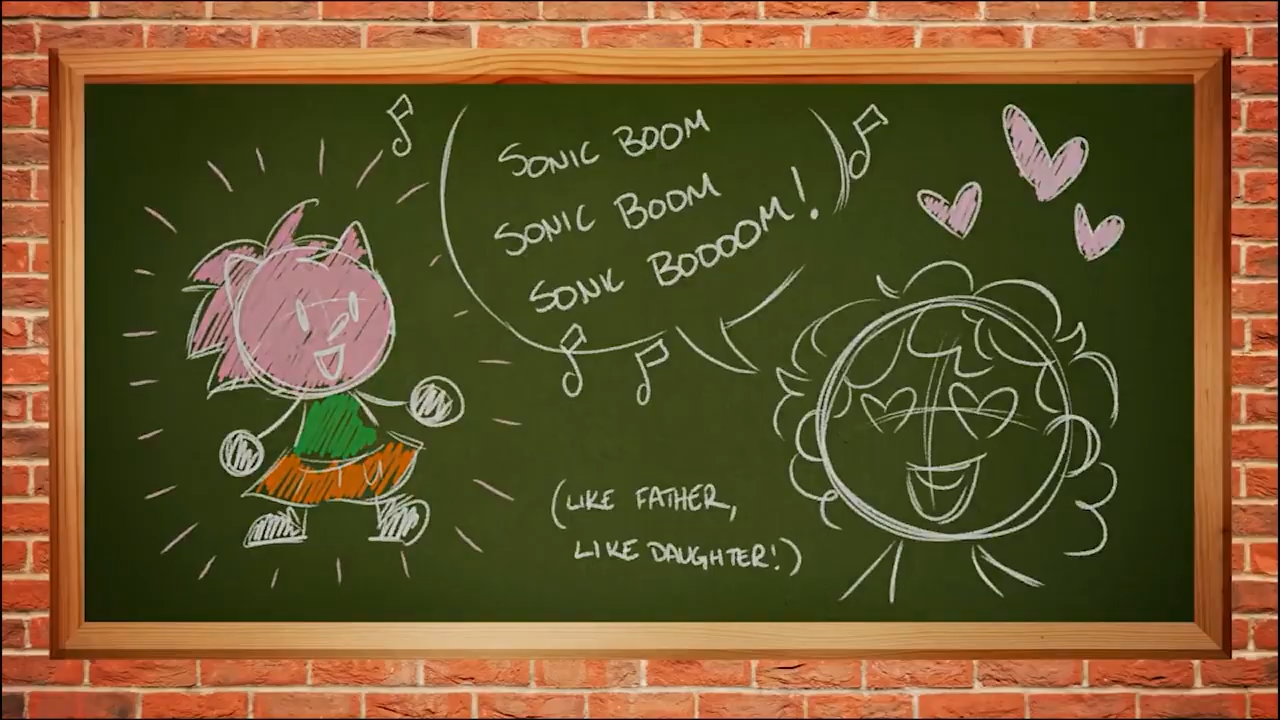 SONIC BOOM
SONIC BOOM
SONIC BOOOOM!
(LIKE FATHER,
LIKE DAUGHTER!)